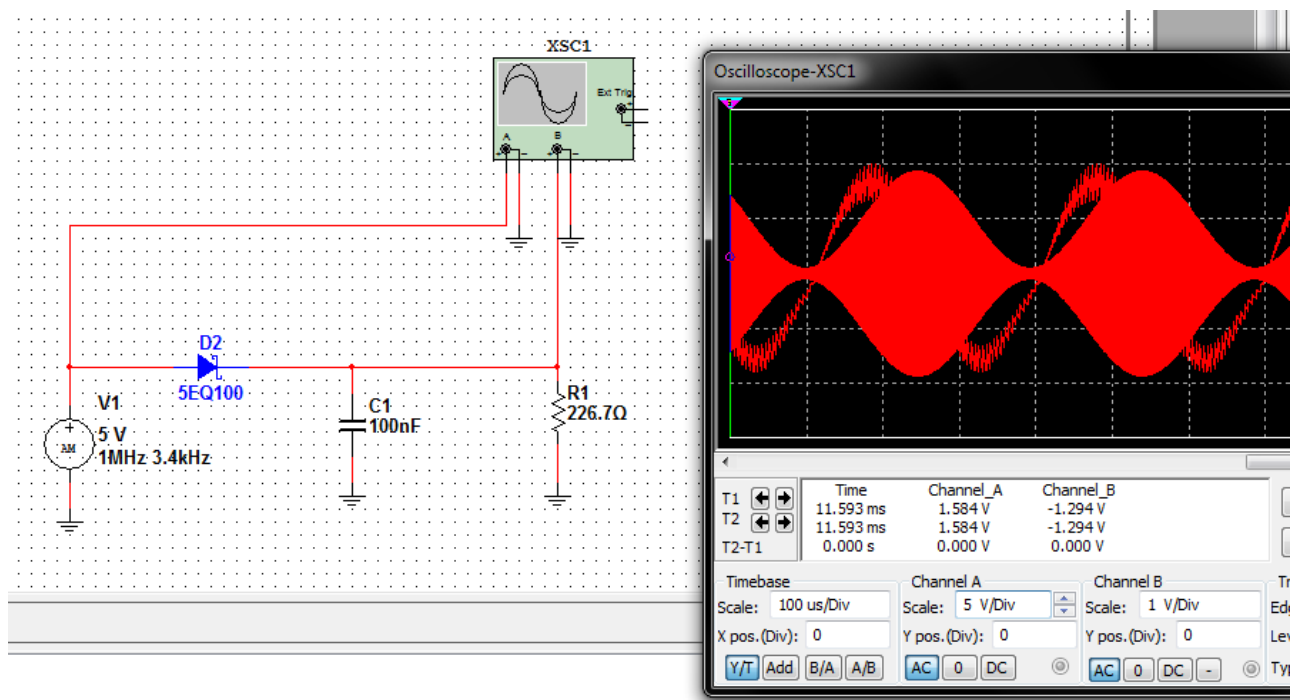 XSC1
Ext Trig
A B
D2
5EQ100
V1
5 V
AM
1MHz 3.4kHz
C1
100nF
R1
226.7Ω
Oscilloscope-XSC1
Time Channel_A Channel_B
T1 11.593 ms 1.584 V -1.294 V
T2 11.593 ms 1.584 V -1.294 V
T2-T1 0.000 s 0.000 V 0.000 V
Timebase Channel A Channel B
Scale: 100 us/Div Scale: 5 V/Div Scale: 1 V/Div
X pos.(Div): 0 Y pos.(Div): 0 Y pos.(Div): 0
Y/T Add B/A A/B AC 0 DC AC 0 DC -